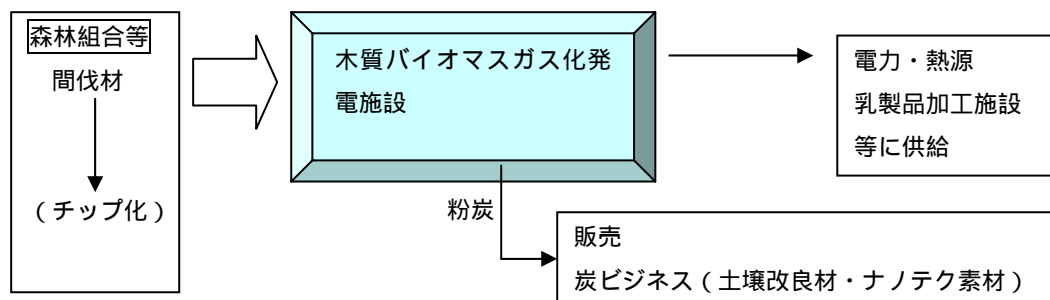 森林組合等
間伐材
（チップ化）
木質バイオマスガス化発
電施設
電力・熱源
乳製品加工施設
等に供給
粉炭
販売
炭ビジネス（土壌改良材・ナノテク素材）